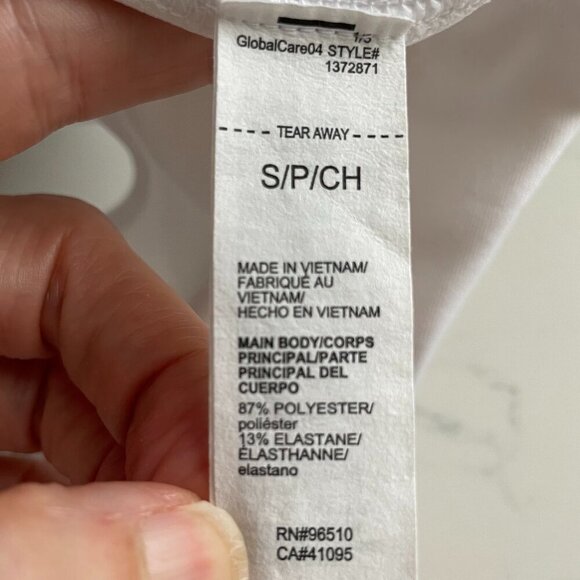 1/5
GlobalCare04 STYLE#
1372871
TEAR AWAY
S/P/CH
MADE IN VIETNAM/
FABRIQUÉ AU
VIETNAM/
HECHO EN VIETNAM
MAIN BODY/CORPS
PRINCIPAL/PARTE
PRINCIPAL DEL
CUERPO
87% POLYESTER/
poliéster
13% ELASTANE/
ÉLASTHANNE/
elastano
RN#96510
CA#41095